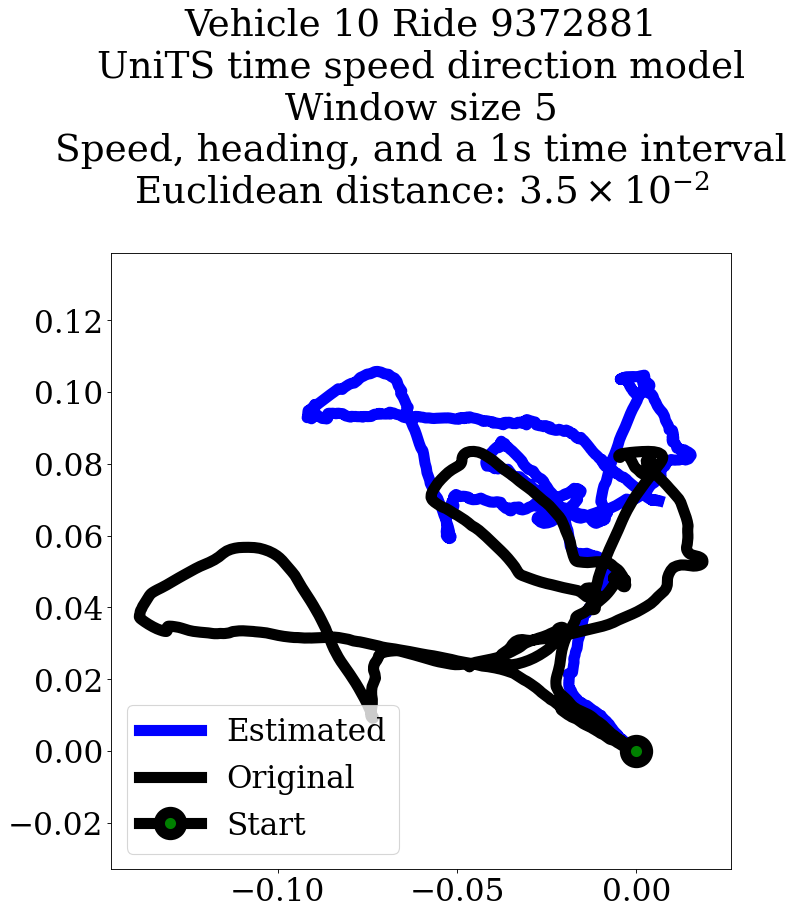 Vehicle 10 Ride 9372881
UniTS time speed direction model
Window size 5
Speed, heading, and a 1s time interval
Euclidean distance: 3.5 × 10⁻²
0.12
0.10
0.08
0.06
0.04
0.02
0.00
−0.02
Estimated
Original
Start
−0.10 −0.05 0.00